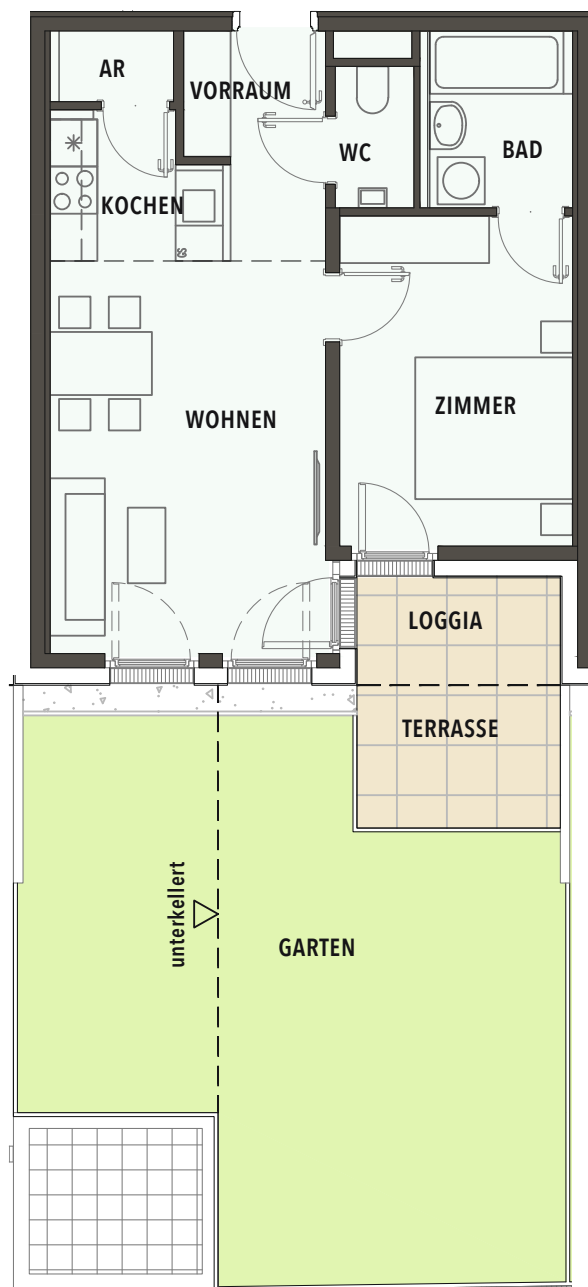 AR
VORRAUM
WC
BAD
KOCHEN
ZIMMER
WOHNEN
LOGGIA
TERRASSE
unterkellert
GARTEN